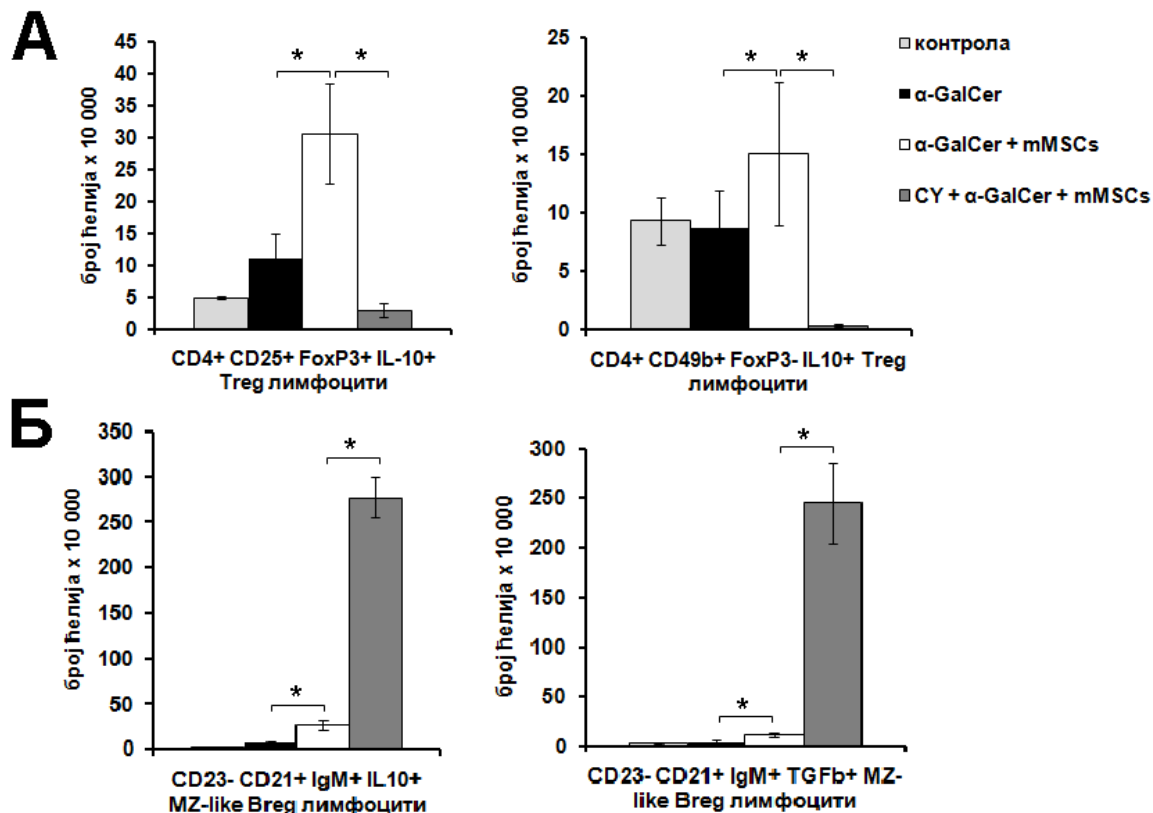 А
број ћелија x 10 000
45
40
35
30
25
20
15
10
5
0
* *
CD4+ CD25+ FoxP3+ IL-10+
Treg лимфоцити
број ћелија x 10 000
25
20
15
10
5
0
* *
CD4+ CD49b+ FoxP3- IL10+ Treg
лимфоцити
контрола
α-GalCer
α-GalCer + mMSCs
CY + α-GalCer + mMSCs
Б
број ћелија x 10 000
350
300
250
200
150
100
50
0
*
*
CD23- CD21+ IgM+ IL10+
MZ-like Breg лимфоцити
број ћелија x 10 000
300
250
200
150
100
50
0
*
*
CD23- CD21+ IgM+ TGFb+ MZ-
like Breg лимфоцити